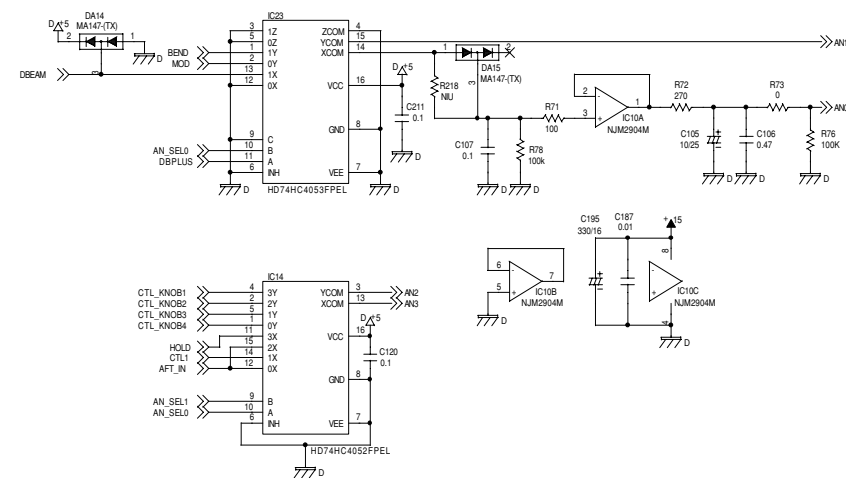 DA14
MA147-(TX)
D +5
2
1
D
3
DBEAM
BEND
MOD
IC23
3 1Z
5 0Z
1 1Y
2 0Y
13 1X
12 0X
9 C
10 B
11 A
6 INH
AN_SEL0
DBPLUS
ZCOM 4
YCOM 15
XCOM 14
VCC 16
GND 8
VEE 7
HD74HC4053FPEL
D
D
D +5
C211
0.1
D
R218
NIU
1
2
3
DA15
MA147-(TX)
C107
0.1
D
R78
100k
D
R71
100
2
3
-
+
1
IC10A
NJM2904M
R72
270
C105
10/25
+
D
C106
0.47
D
R73
0
R76
100K
D
IC14
CTL_KNOB1 4 3Y
CTL_KNOB2 2 2Y
CTL_KNOB3 5 1Y
CTL_KNOB4 1 0Y
11 3X
HOLD 15 2X
CTL1 14 1X
AFT_IN 12 0X
AN_SEL1 9 B
AN_SEL0 10 A
6 INH
YCOM 3 AN2
XCOM 13 AN3
VCC 16
GND 8
VEE 7
HD74HC4052FPEL
D +5
C120
0.1
D
6
5
-
+
7
IC10B
NJM2904M
D
C195
330/16
+
C187
0.01
+15
8
4
IC10C
NJM2904M
D